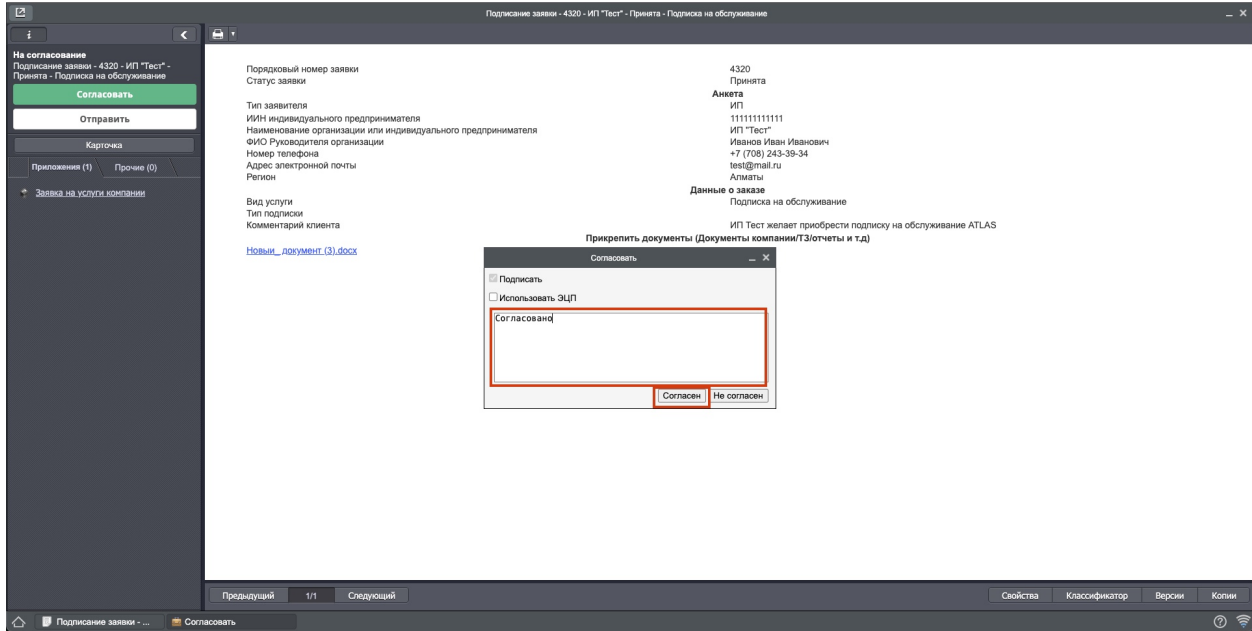 Подписание заявки - 4320 - ИП "Тест" - Принята - Подписка на обслуживание
На согласование
Подписание заявки - 4320 - ИП "Тест" -
Принята - Подписка на обслуживание
Согласовать
Отправить
Карточка
Приложения (1) Прочие (0)
Заявка на услуги компании
Порядковый номер заявки 4320
Статус заявки Принята
Анкета
Тип заявителя ИП
ИИН индивидуального предпринимателя 111111111111
Наименование организации или индивидуального предпринимателя ИП "Тест"
ФИО Руководителя организации Иванов Иван Иванович
Номер телефона +7 (708) 243-39-34
Адрес электронной почты test@mail.ru
Регион Алматы
Данные о заказе
Вид услуги Подписка на обслуживание
Тип подписки
Комментарий клиента ИП Тест желает приобрести подписку на обслуживание ATLAS
Прикрепить документы (Документы компании/ТЗ/отчеты и т.д)
Новыи_ документ (3).docx
Согласовать
Подписать
Использовать ЭЦП
Согласовано
Согласен Не согласен
Предыдущий 1/1 Следующий
Свойства Классификатор Версии Копии
Подписание заявки - ... Согласовать